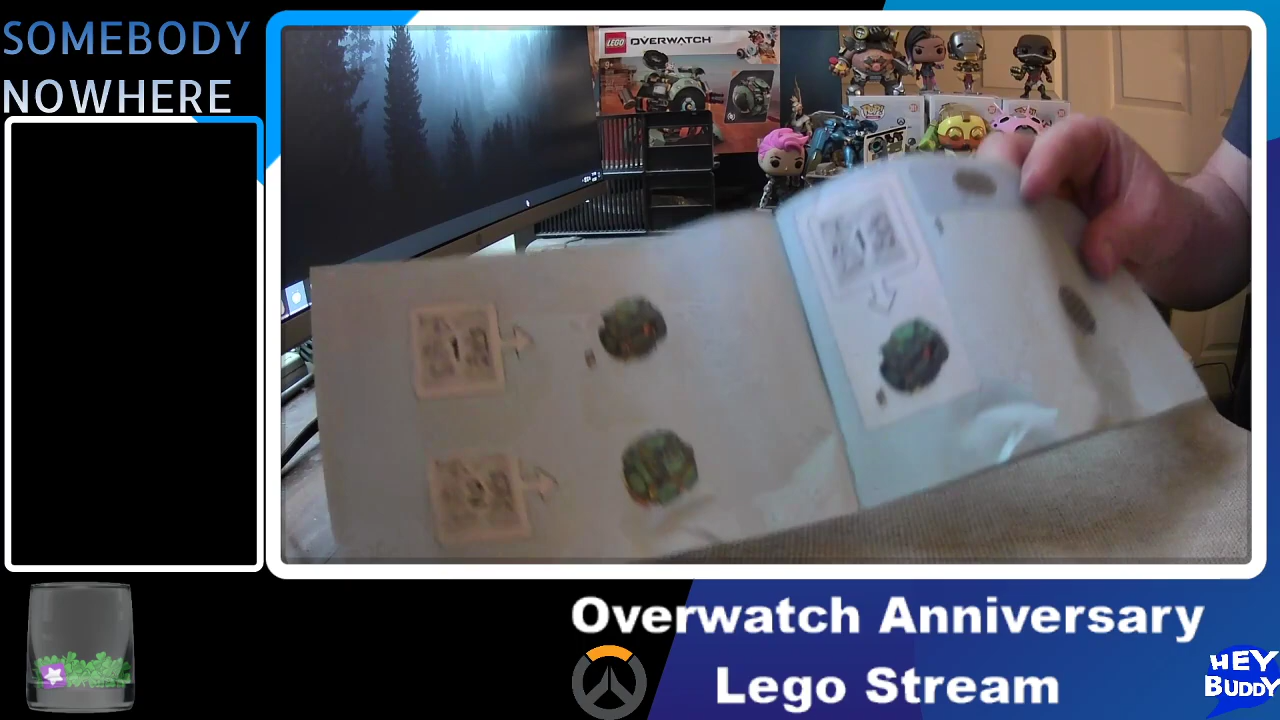 SOMEBODY
NOWHERE
LEGO OVERWATCH
Overwatch Anniversary
Lego Stream
HEY
BUDDY